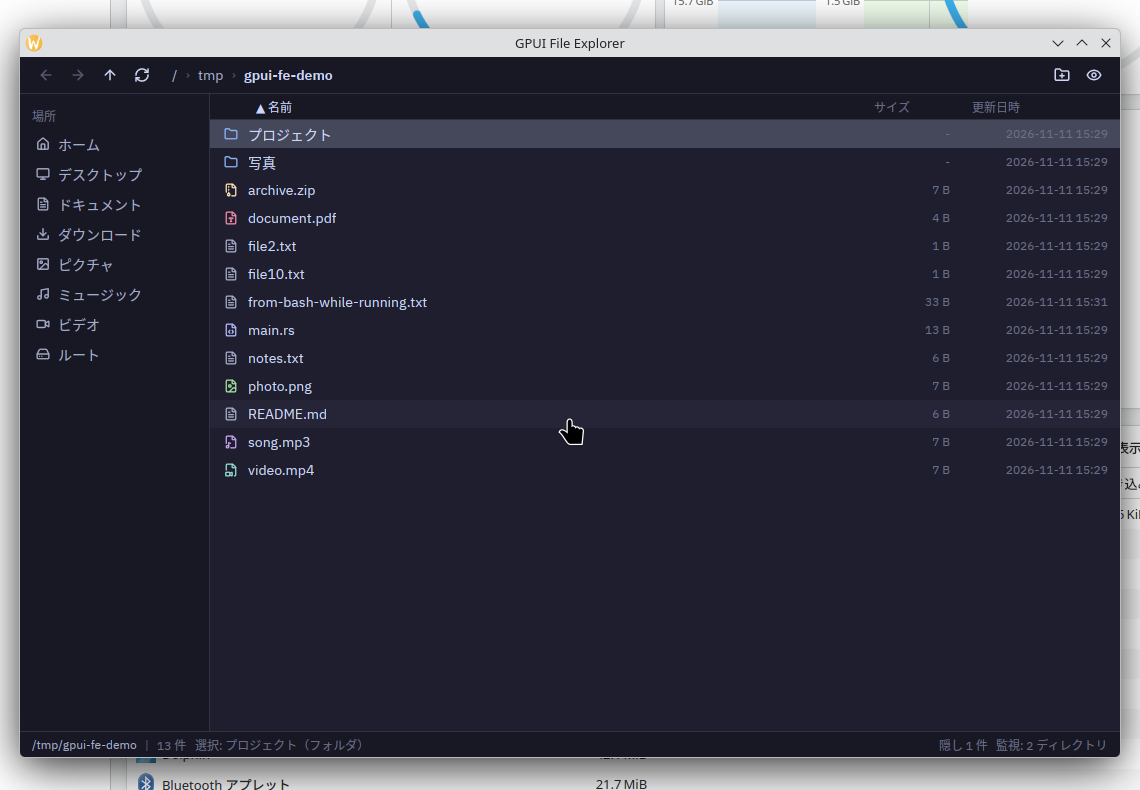 15.7 GiB
1.5 GiB
GPUI File Explorer
/ › tmp › gpui-fe-demo
場所
ホーム
デスクトップ
ドキュメント
ダウンロード
ピクチャ
ミュージック
ビデオ
ルート
▲名前 サイズ 更新日時
プロジェクト - 2026-11-11 15:29
写真 - 2026-11-11 15:29
archive.zip 7 B 2026-11-11 15:29
document.pdf 4 B 2026-11-11 15:29
file2.txt 1 B 2026-11-11 15:29
file10.txt 1 B 2026-11-11 15:29
from-bash-while-running.txt 33 B 2026-11-11 15:31
main.rs 13 B 2026-11-11 15:29
notes.txt 6 B 2026-11-11 15:29
photo.png 7 B 2026-11-11 15:29
README.md 6 B 2026-11-11 15:29
song.mp3 7 B 2026-11-11 15:29
video.mp4 7 B 2026-11-11 15:29
/tmp/gpui-fe-demo | 13 件 選択: プロジェクト（フォルダ） 隠し 1 件 監視: 2 ディレクトリ
Bluetooth アプレット 21.7 MiB